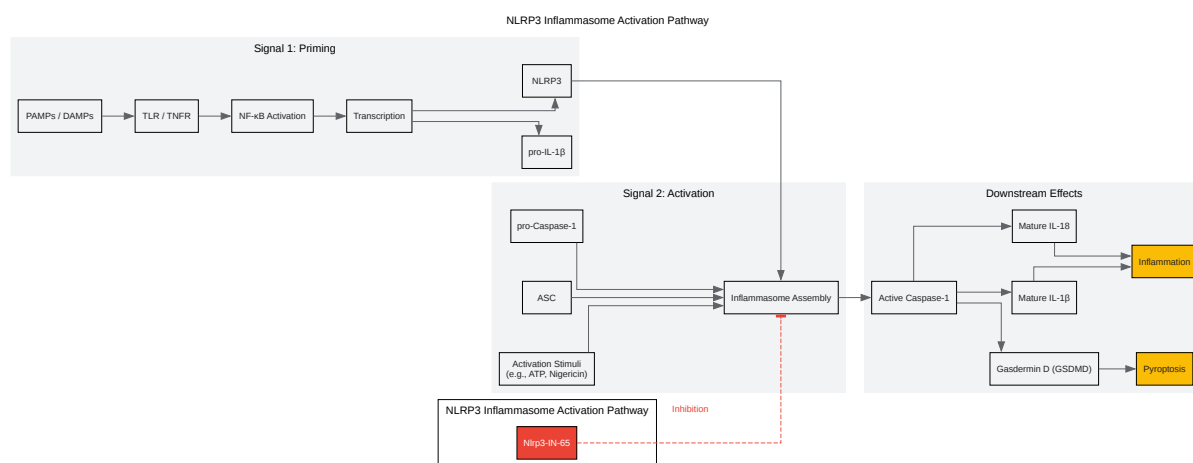 NLRP3 Inflammasome Activation Pathway
Signal 1: Priming
NLRP3
PAMPs / DAMPs
TLR / TNFR
NF-κB Activation
Transcription
pro-IL-1β
Signal 2: Activation
pro-Caspase-1
ASC
Inflammasome Assembly
Activation Stimuli
(e.g., ATP, Nigericin)
Downstream Effects
Mature IL-18
Inflammation
Active Caspase-1
Mature IL-1β
Gasdermin D (GSDMD)
Pyroptosis
NLRP3 Inflammasome Activation Pathway
Inhibition
Nlrp3-IN-65